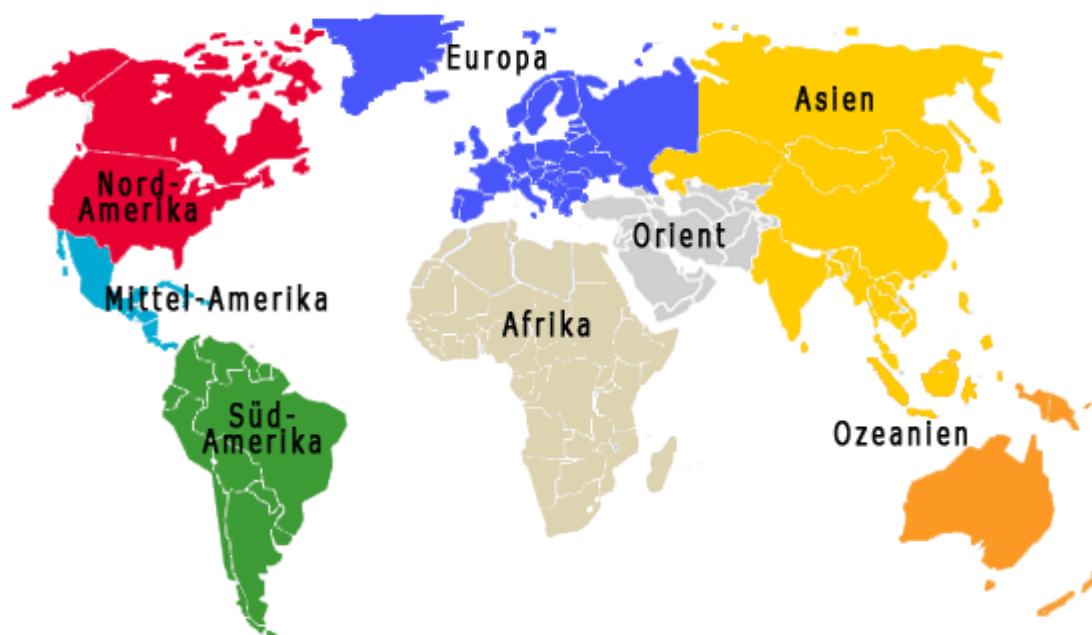 Europa
Asien
Nord-
Amerika
Orient
Mittel-Amerika
Afrika
Süd-
Amerika
Ozeanien